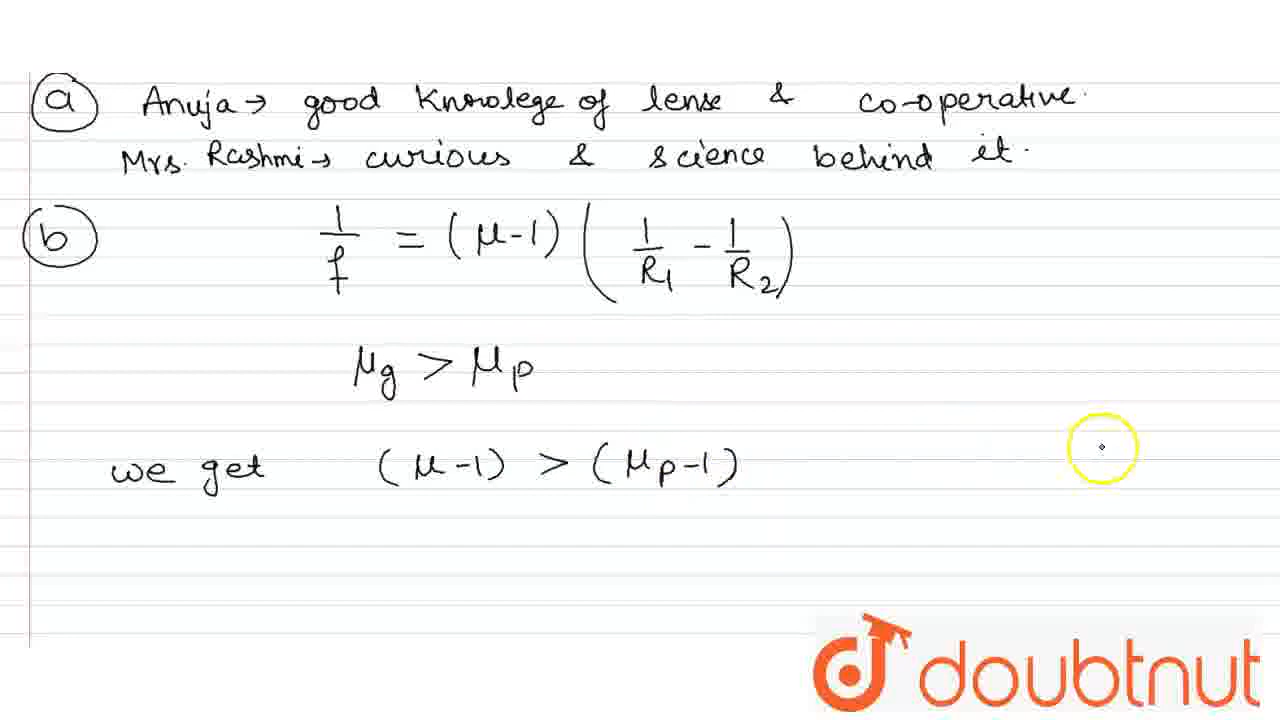 a Anuja → good Knowlege of lense & co-operative.
Mrs. Rashmi → curious & science behind it.
b 1/f = (μ-1) (1/R1 - 1/R2)
μg > μp
we get (μ-1) > (μp-1)
doubtnut